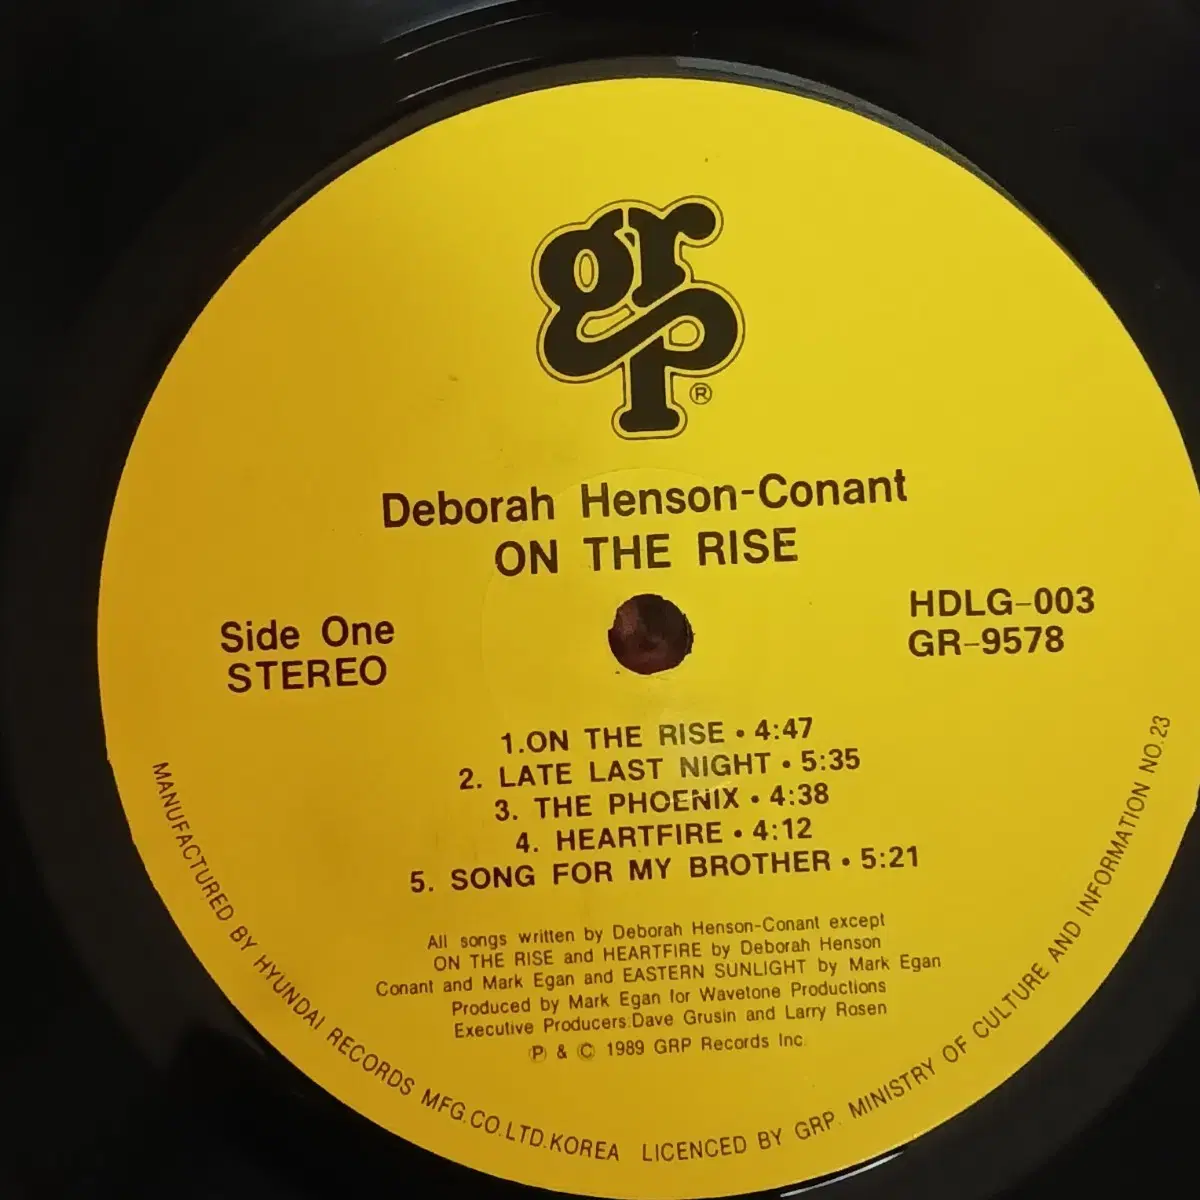 grp®
Deborah Henson-Conant
ON THE RISE
Side One
STEREO
HDLG-003
GR-9578
1.ON THE RISE • 4:47
2. LATE LAST NIGHT • 5:35
3. THE PHOENIX • 4:38
4. HEARTFIRE • 4:12
5. SONG FOR MY BROTHER • 5:21
All songs written by Deborah Henson-Conant except
ON THE RISE and HEARTFIRE by Deborah Henson
Conant and Mark Egan and EASTERN SUNLIGHT by Mark Egan
Produced by Mark Egan for Wavetone Productions
Executive Producers:Dave Grusin and Larry Rosen
Ⓟ & © 1989 GRP Records Inc.
MANUFACTURED BY HYUNDAI RECORDS MFG.CO.LTD.KOREA LICENCED BY GRP. MINISTRY OF CULTURE AND INFORMATION NO.23